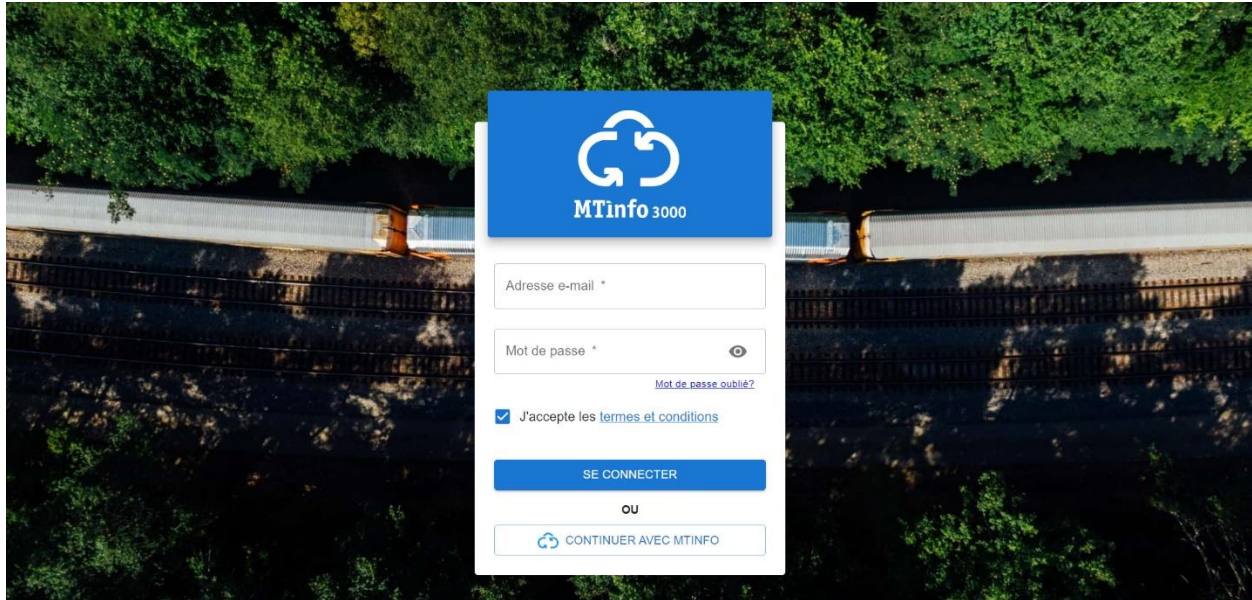 MTinfo 3000
Adresse e-mail *
Mot de passe *
Mot de passe oublié?
J'accepte les termes et conditions
SE CONNECTER
OU
CONTINUER AVEC MTINFO